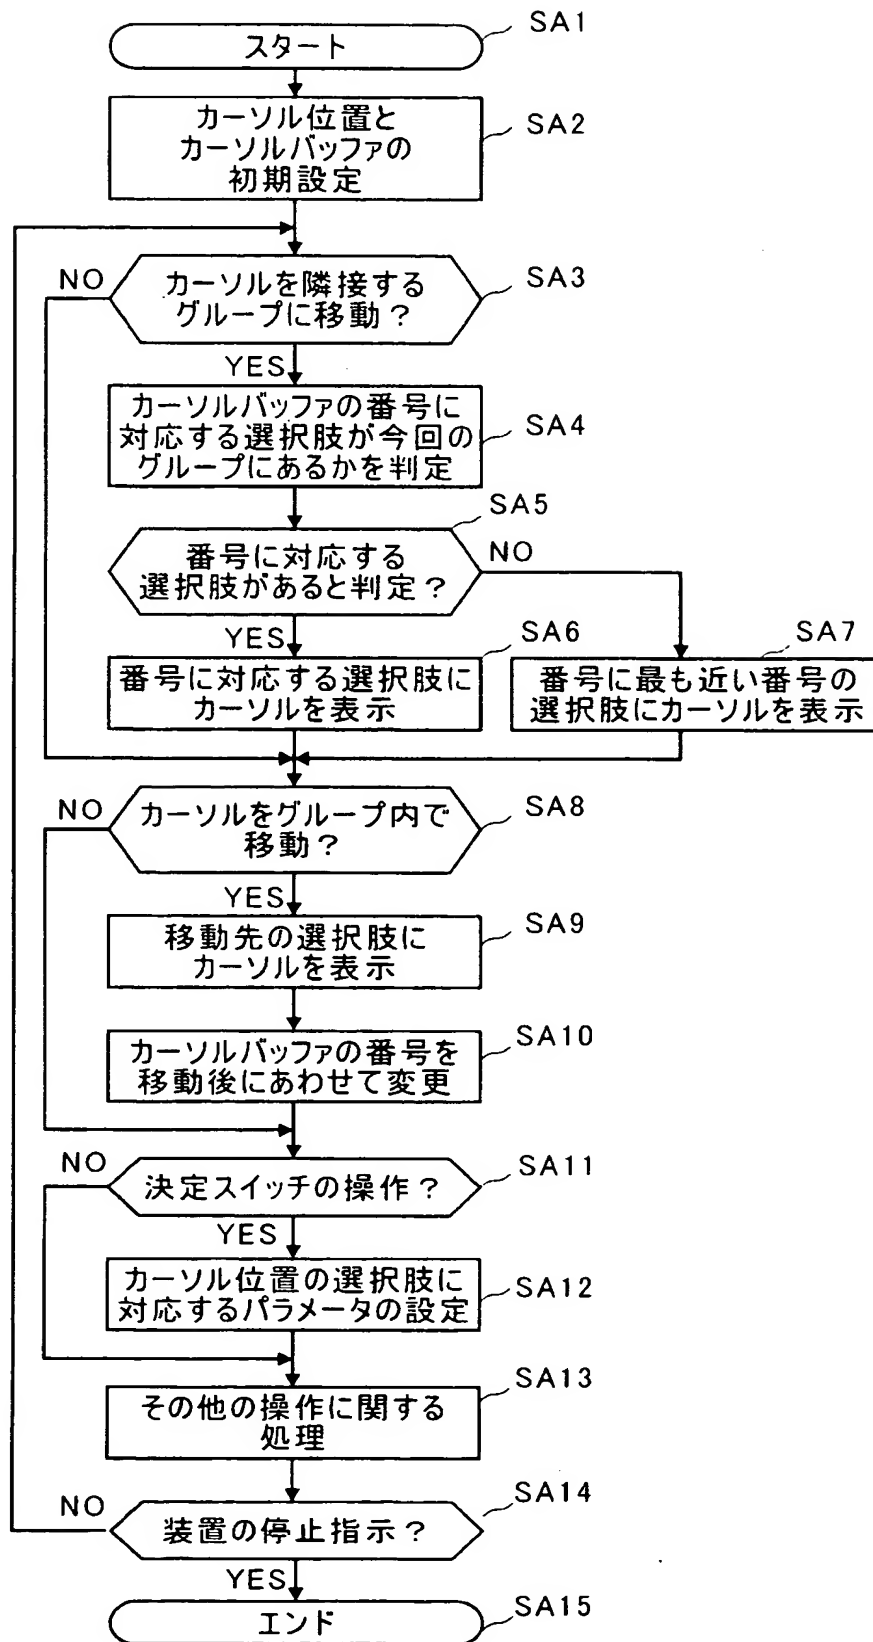 スタート
SA1
カーソル位置と
カーソルバッファの
初期設定
SA2
NO
カーソルを隣接する
グループに移動?
SA3
YES
カーソルバッファの番号に
対応する選択肢が今回の
グループにあるかを判定
SA4
SA5
番号に対応する
選択肢があると判定?
NO
YES
SA6
SA7
番号に対応する選択肢に
カーソルを表示
番号に最も近い番号の
選択肢にカーソルを表示
NO
カーソルをグループ内で
移動?
SA8
YES
移動先の選択肢に
カーソルを表示
SA9
カーソルバッファの番号を
移動後にあわせて変更
SA10
NO
決定スイッチの操作?
SA11
YES
カーソル位置の選択肢に
対応するパラメータの設定
SA12
その他の操作に関する
処理
SA13
NO
装置の停止指示?
SA14
YES
エンド
SA15